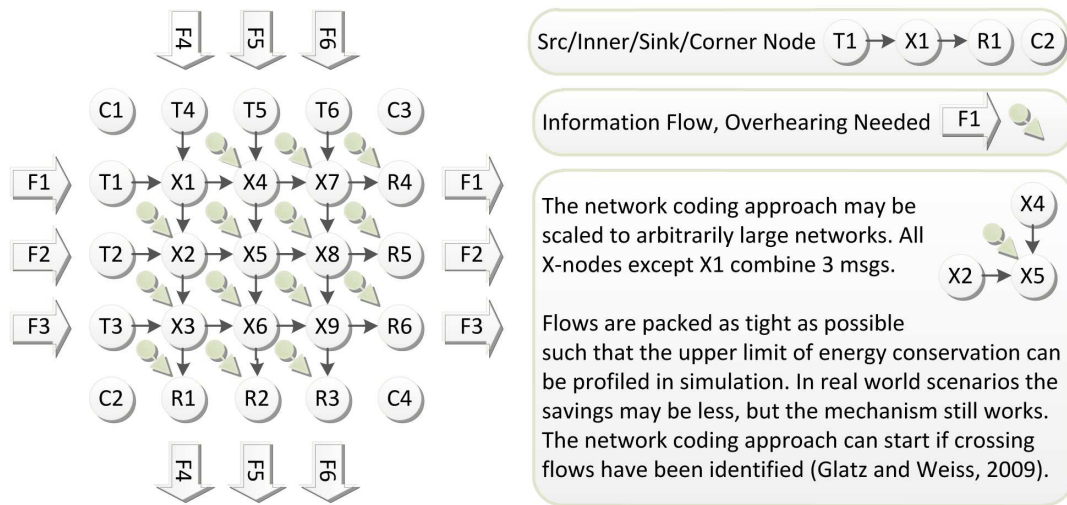 F4 F5 F6
C1 T4 T5 T6 C3
F1 T1 X1 X4 X7 R4 F1
F2 T2 X2 X5 X8 R5 F2
F3 T3 X3 X6 X9 R6 F3
C2 R1 R2 R3 C4
F4 F5 F6
Src/Inner/Sink/Corner Node T1 X1 R1 C2
Information Flow, Overhearing Needed F1
The network coding approach may be
scaled to arbitrarily large networks. All
X-nodes except X1 combine 3 msgs.
X4
X2 X5
Flows are packed as tight as possible
such that the upper limit of energy conservation can
be profiled in simulation. In real world scenarios the
savings may be less, but the mechanism still works.
The network coding approach can start if crossing
flows have been identified (Glatz and Weiss, 2009).